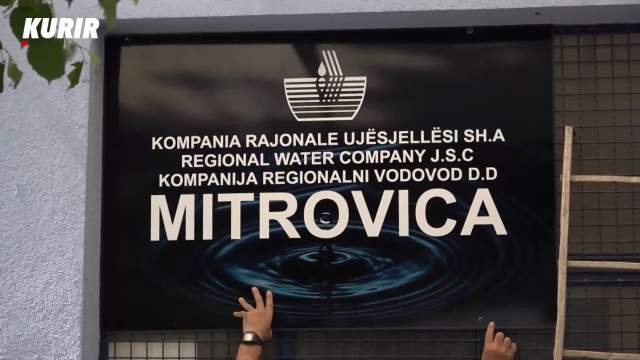 KURIR
KOMPANIA RAJONALE UJËSJELLËSI SH.A
REGIONAL WATER COMPANY J.S.C
KOMPANIJA REGIONALNI VODOVOD D.D
MITROVICA